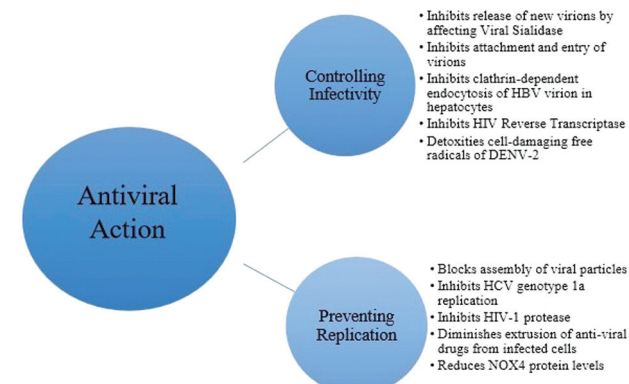 Antiviral
Action
Controlling
Infectivity
• Inhibits release of new virions by
affecting Viral Sialidase
• Inhibits attachment and entry of
virions
• Inhibits clathrin-dependent
endocytosis of HBV virion in
hepatocytes
• Inhibits HIV Reverse Transcriptase
• Detoxities cell-damaging free
radicals of DENV-2
Preventing
Replication
• Blocks assembly of viral particles
• Inhibits HCV genotype 1a
replication
• Inhibits HIV-1 protease
• Diminishes extrusion of anti-viral
drugs from infected cells
• Reduces NOX4 protein levels